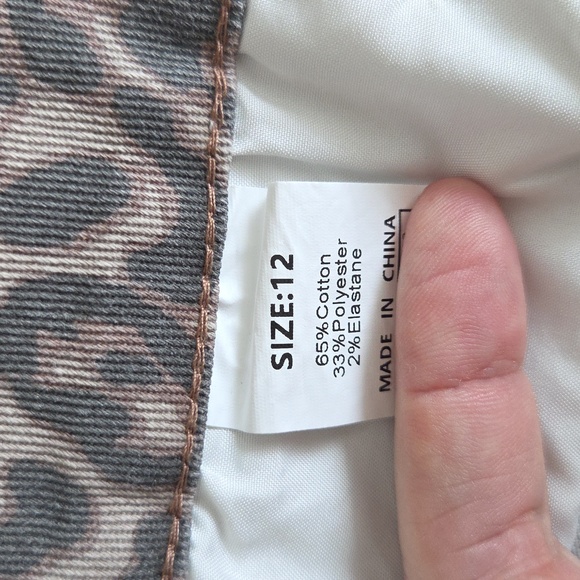 SIZE:12
65%Cotton
33%Polyester
2%Elastane
MADE IN CHINA